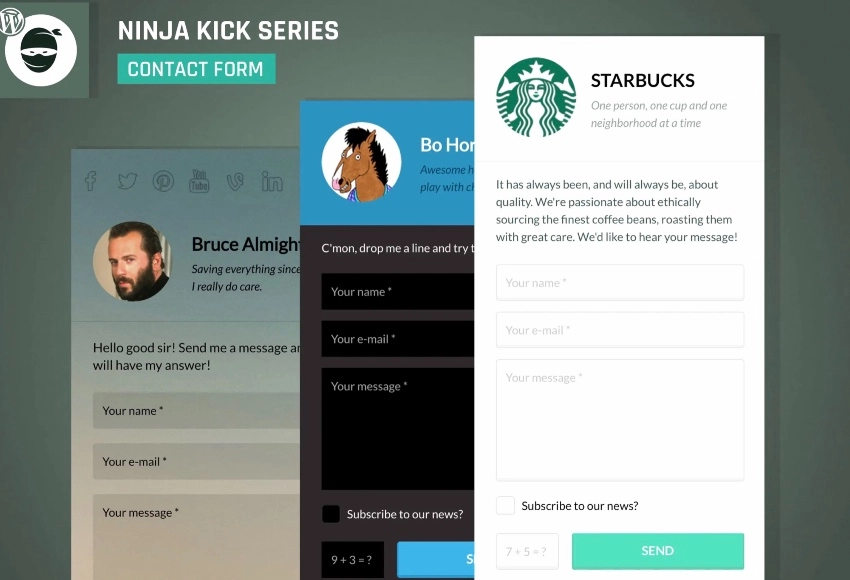 NINJA KICK SERIES
CONTACT FORM
You
Tube
in
Bruce Almigh
Saving everything since
I really do care.
Hello good sir! Send me a message
will have my answer!
Your name *
Your e-mail *
Your message *
Bo
Awesome
play with
C'mon, drop me a line and try
Your name *
Your e-mail *
Your message *
Subscribe to our news?
9 + 3 = ?
S
STARBUCKS
One person, one cup and one
neighborhood at a time
It has always been, and will always be, about
quality. We're passionate about ethically
sourcing the finest coffee beans, roasting them
with great care. We'd like to hear your message!
Your name *
Your e-mail *
Your message *
Subscribe to our news?
7 + 5 = ?
SEND